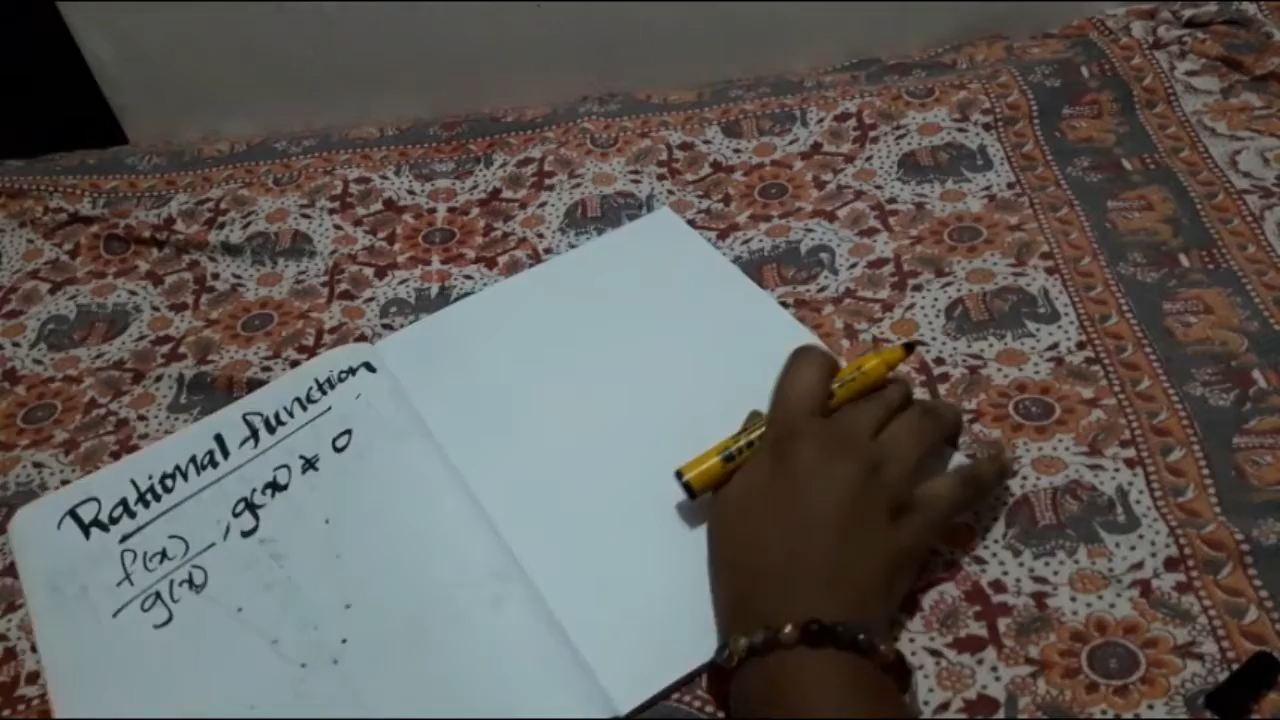 Rational function
f(x)/g(x), g(x) ≠ 0